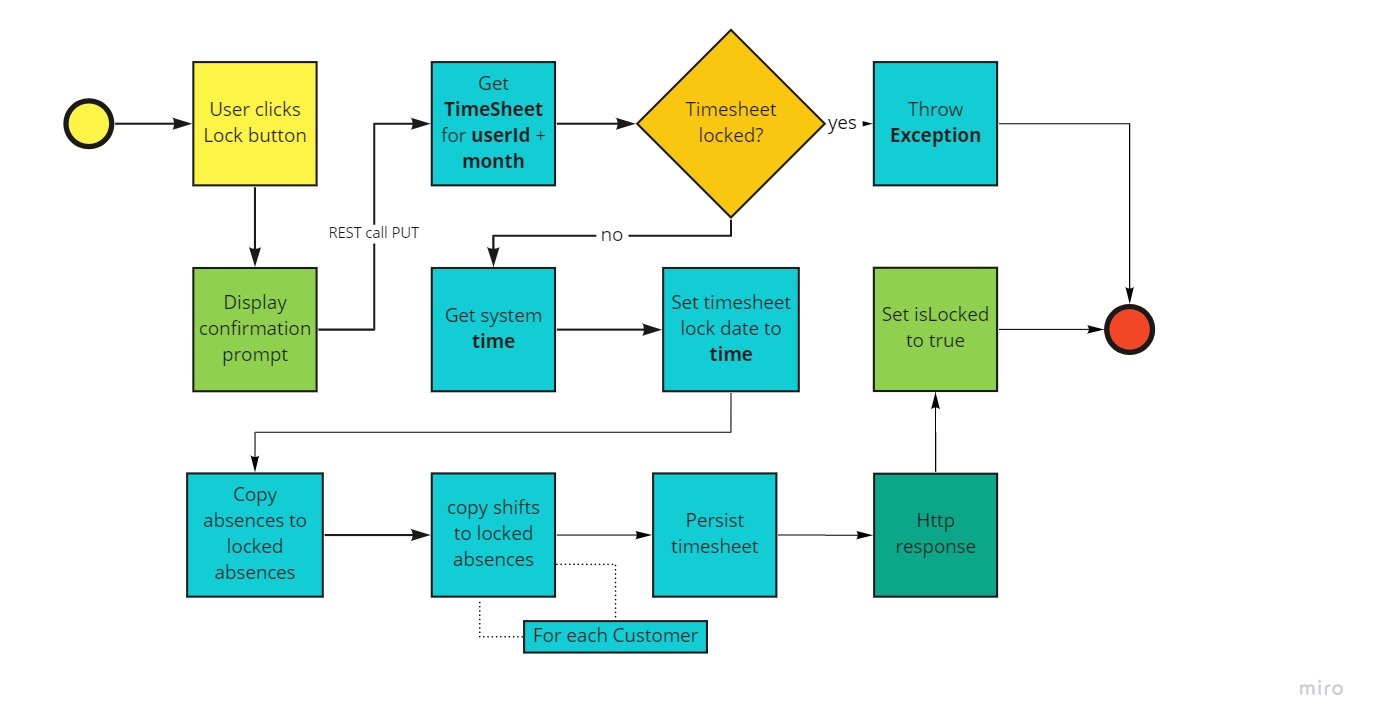 User clicks
Lock button
Get
TimeSheet
for userId +
month
Timesheet
locked?
yes
Throw
Exception
REST call PUT
no
Display
confirmation
prompt
Get system
time
Set timesheet
lock date to
time
Set isLocked
to true
Copy
absences to
locked
absences
copy shifts
to locked
absences
Persist
timesheet
Http
response
For each Customer
miro